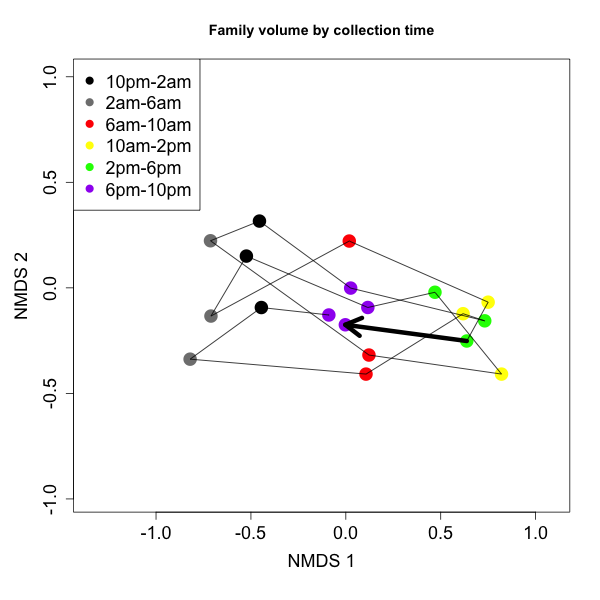 Family volume by collection time
10pm-2am
2am-6am
6am-10am
10am-2pm
2pm-6pm
6pm-10pm
1.0
0.5
0.0
-0.5
-1.0
NMDS 2
-1.0 -0.5 0.0 0.5 1.0
NMDS 1